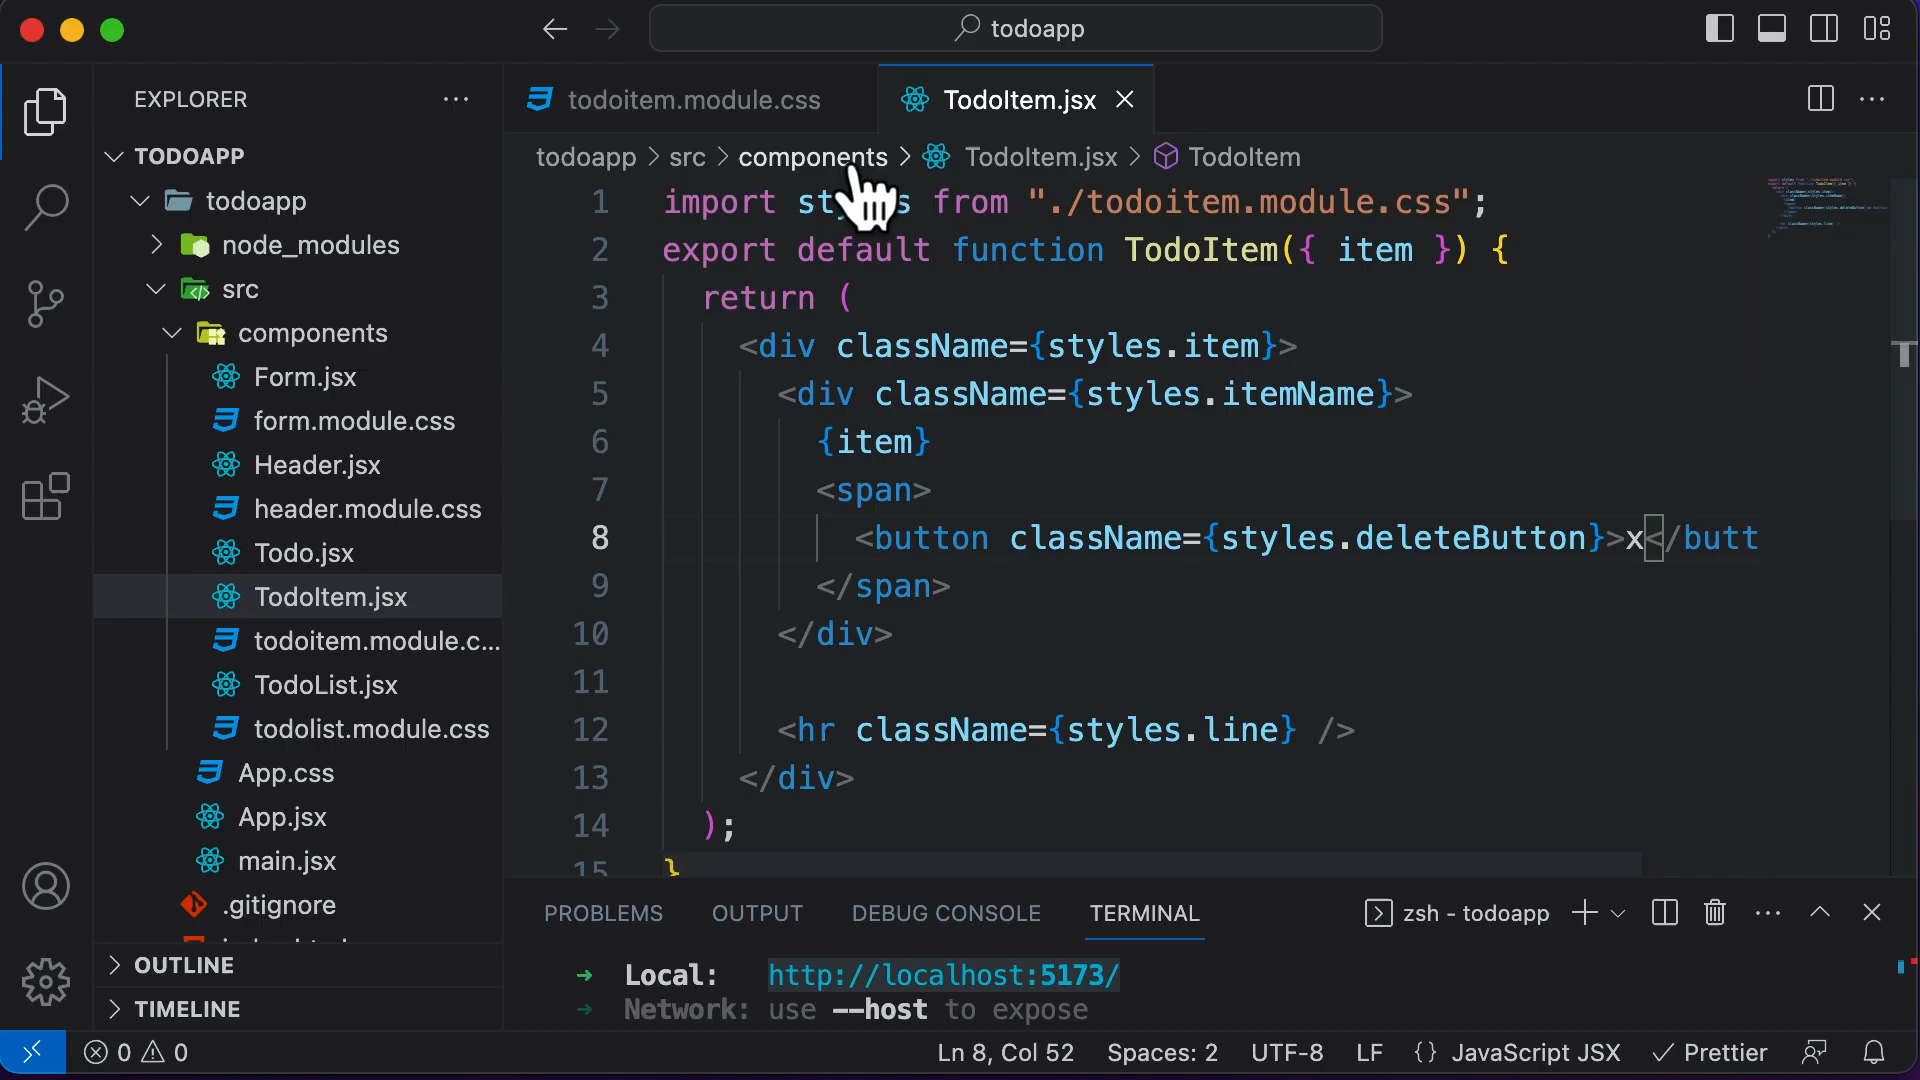 todoapp
EXPLORER
TODOAPP
todoapp
node_modules
src
components
Form.jsx
form.module.css
Header.jsx
header.module.css
Todo.jsx
TodoItem.jsx
todoitem.module.c...
TodoList.jsx
todolist.module.css
App.css
App.jsx
main.jsx
.gitignore
OUTLINE
TIMELINE
todoitem.module.css
TodoItem.jsx
todoapp > src > components > TodoItem.jsx > TodoItem
1 import from "./todoitem.module.css";
2 export default function TodoItem({ item }) {
3 return (
4 <div className={styles.item}>
5 <div className={styles.itemName}>
6 {item}
7 <span>
8 <button className={styles.deleteButton}>x</butt
9 </span>
10 </div>
11
12 <hr className={styles.line} />
13 </div>
14 );
15 }
PROBLEMS OUTPUT DEBUG CONSOLE TERMINAL zsh - todoapp
➜ Local: http://localhost:5173/
➜ Network: use --host to expose
0 0 Ln 8, Col 52 Spaces: 2 UTF-8 LF {} JavaScript JSX Prettier